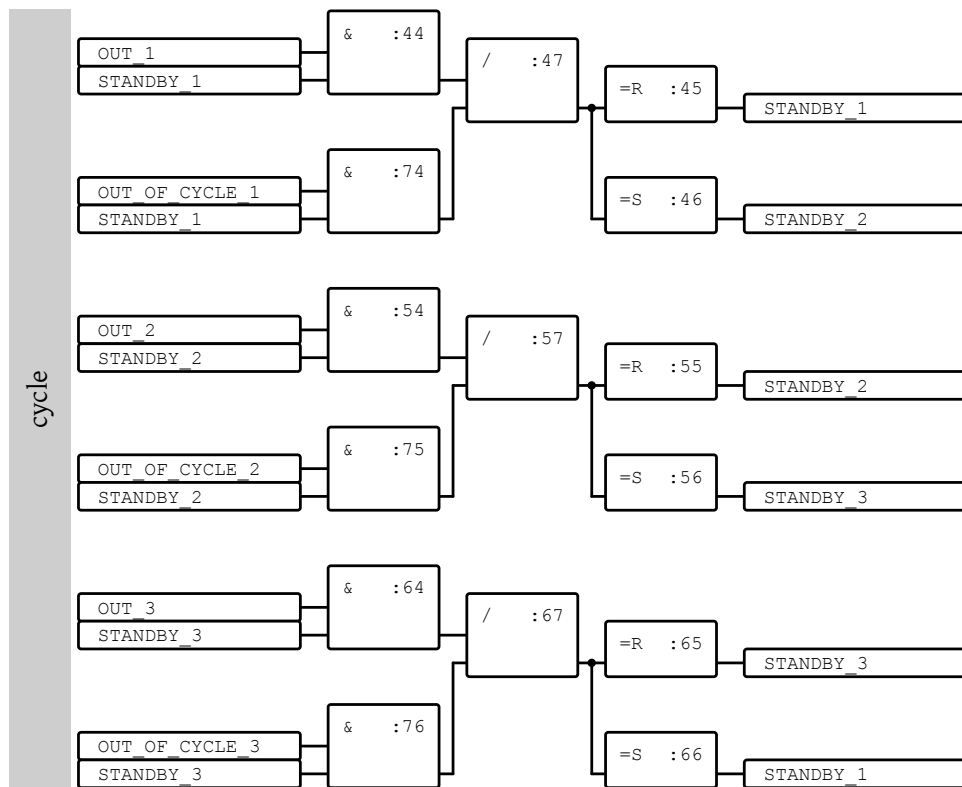 cycle
& :44
OUT_1
STANDBY_1
/ :47
=R :45
STANDBY_1
& :74
OUT_OF_CYCLE_1
STANDBY_1
=S :46
STANDBY_2
& :54
OUT_2
STANDBY_2
/ :57
=R :55
STANDBY_2
& :75
OUT_OF_CYCLE_2
STANDBY_2
=S :56
STANDBY_3
& :64
OUT_3
STANDBY_3
/ :67
=R :65
STANDBY_3
& :76
OUT_OF_CYCLE_3
STANDBY_3
=S :66
STANDBY_1